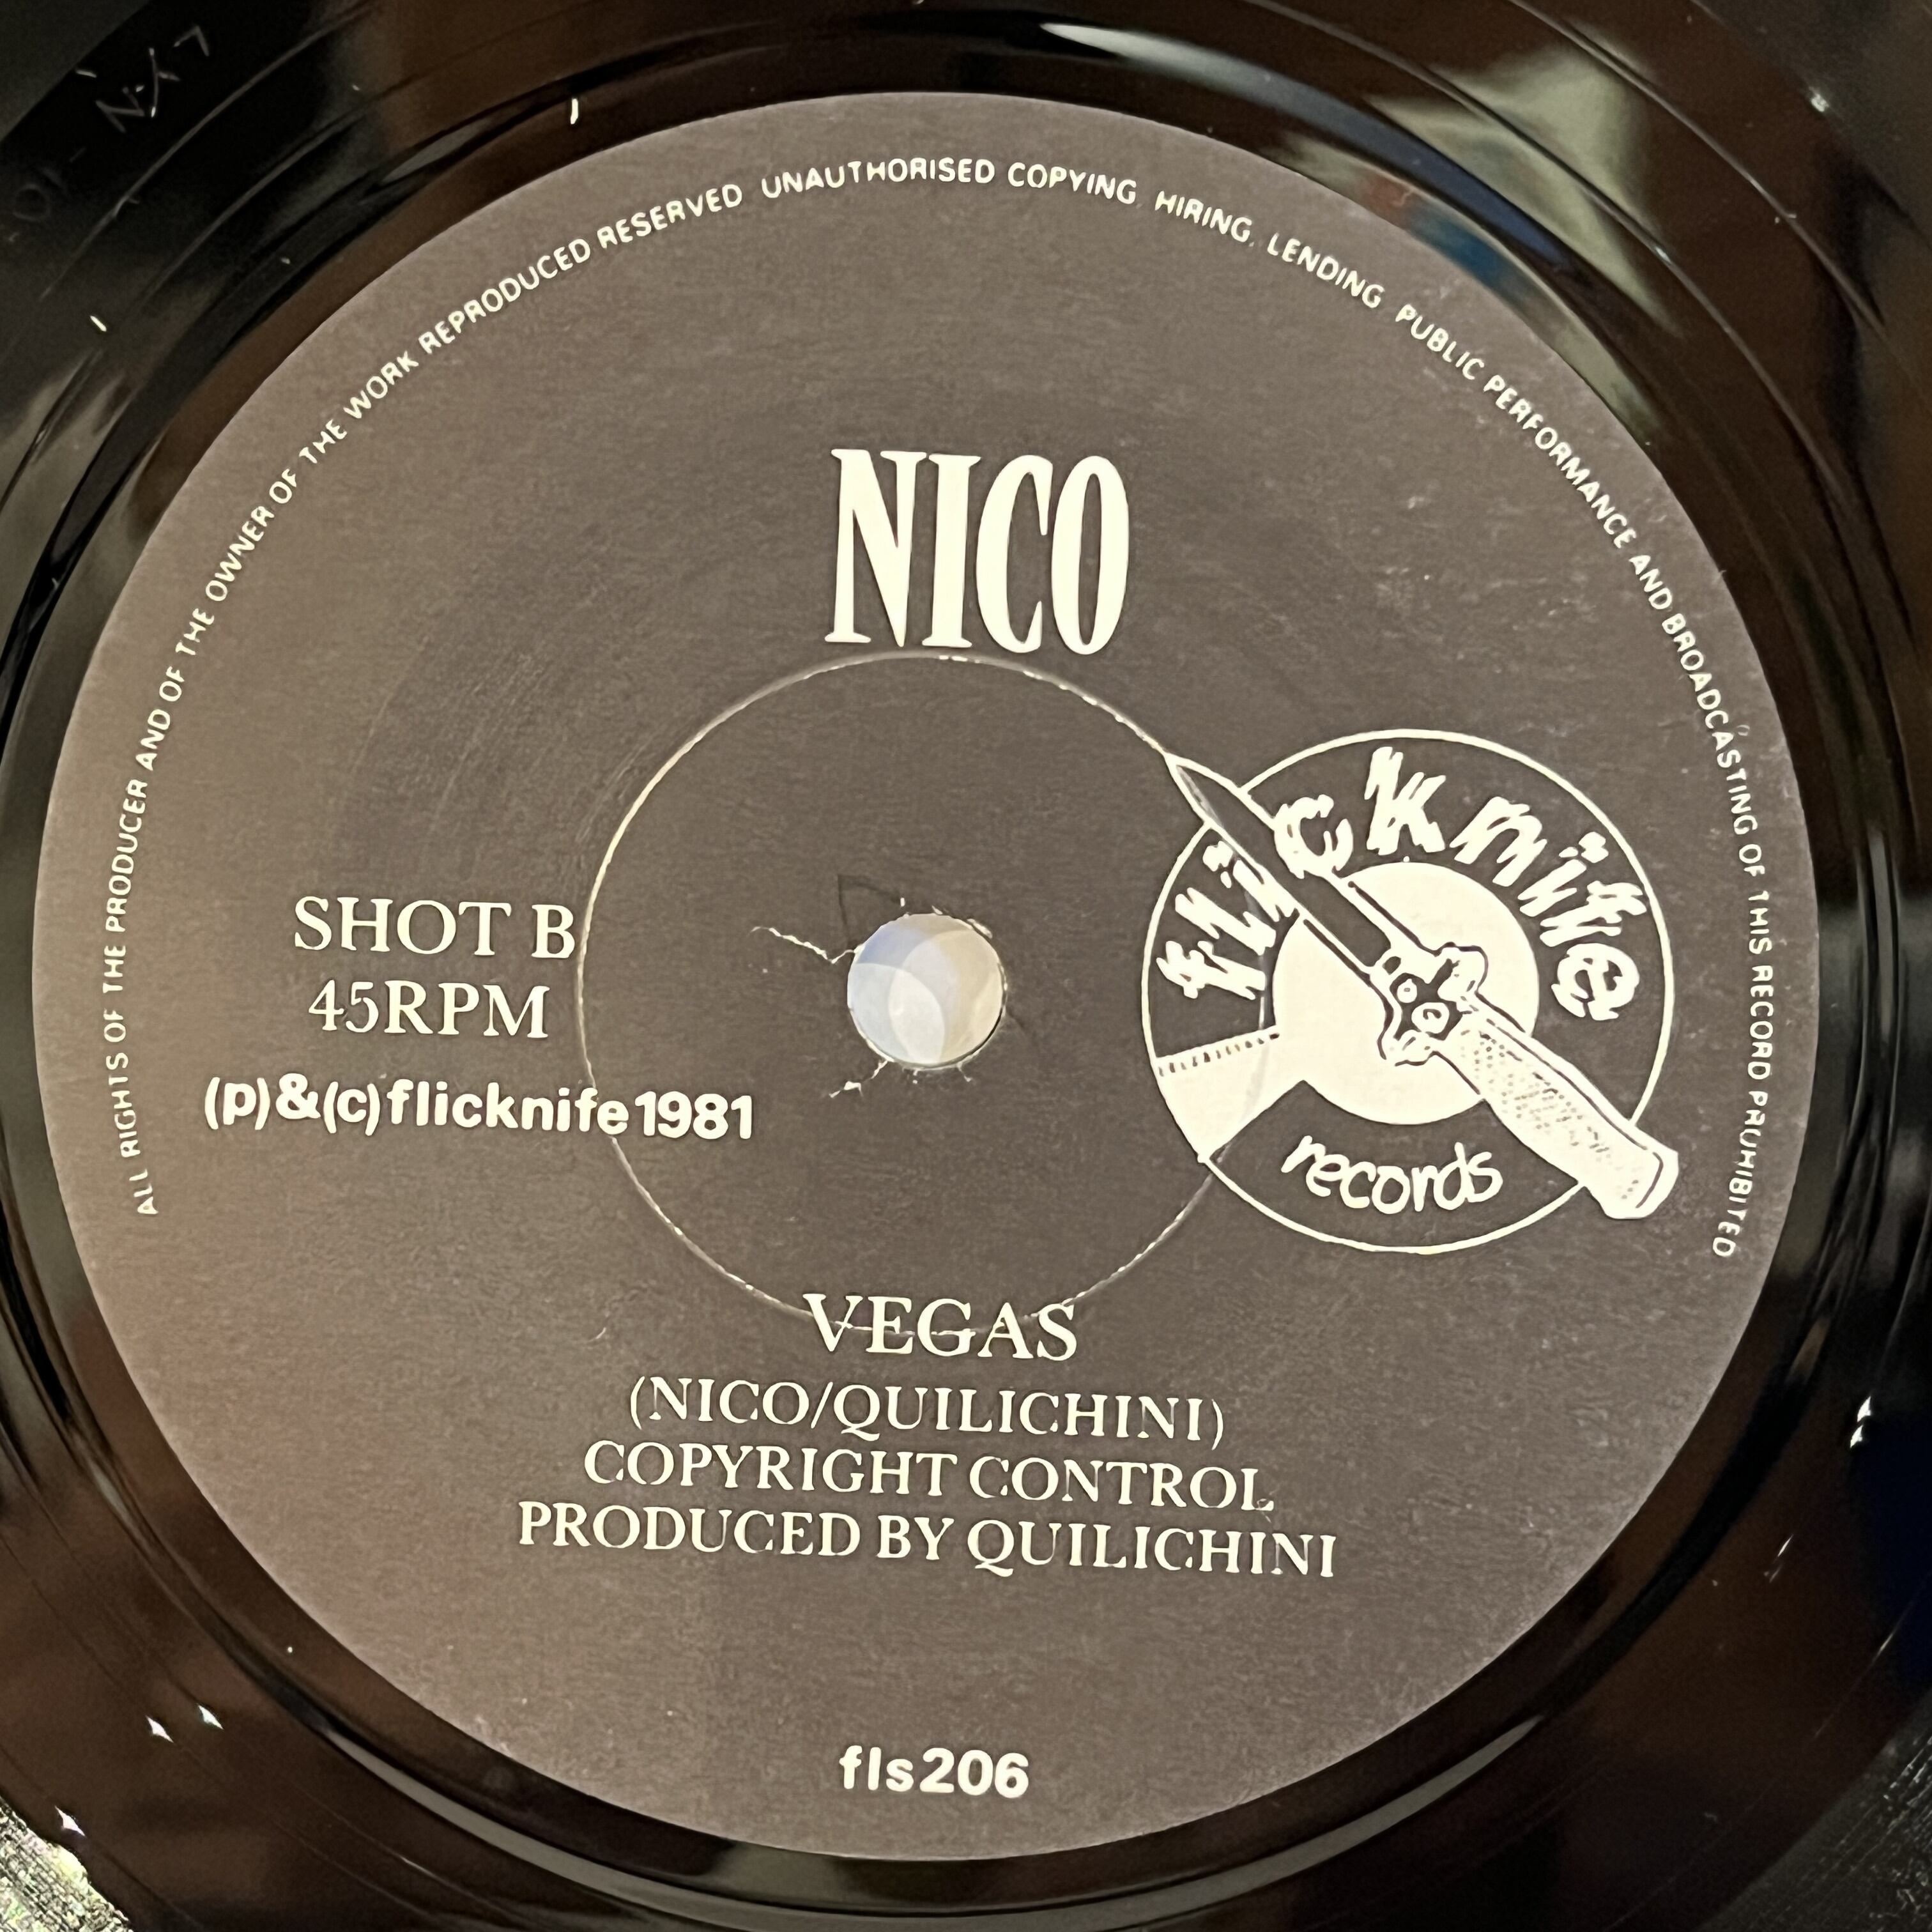 ALL RIGHTS OF THE PRODUCER AND OF THE OWNER OF THE WORK REPRODUCED RESERVED UNAUTHORISED COPYING HIRING, LENDING PUBLIC PERFORMANCE AND BROADCASTING OF THIS RECORD PROHIBITED
NICO
flicknife
records
SHOT B
45RPM
(p)&(c)flicknife1981
VEGAS
(NICO/QUILICHINI)
COPYRIGHT CONTROL
PRODUCED BY QUILICHINI
fls206